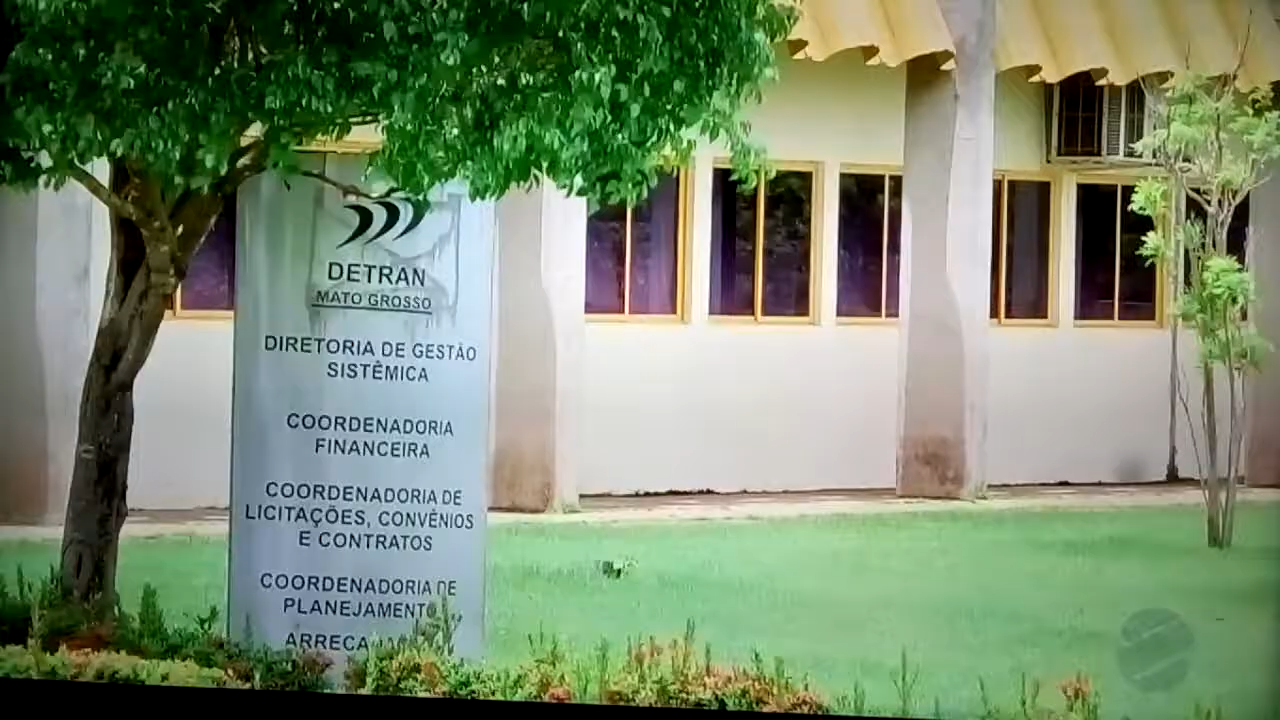 DETRAN
MATO GROSSO
DIRETORIA DE GESTÃO
SISTÊMICA
COORDENADORIA
FINANCEIRA
COORDENADORIA DE
LICITAÇÕES, CONVÊNIOS
E CONTRATOS
COORDENADORIA DE
PLANEJAMENTO